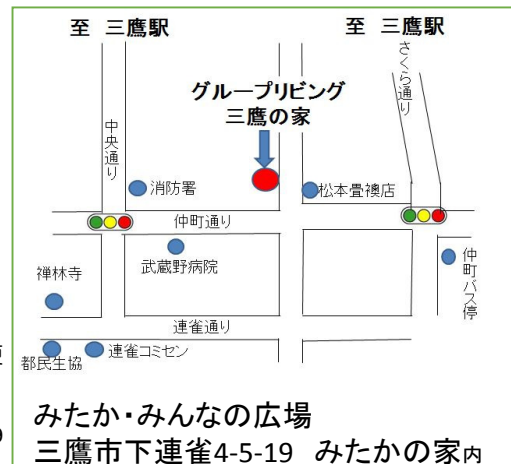 至 三鷹駅
至 三鷹駅
さくら通り
グループリビング
三鷹の家
中央通り
消防署
松本畳襖店
仲町通り
武蔵野病院
仲町バス停
禅林寺
連雀通り
都民生協
連雀コミセン
みたか・みんなの広場
三鷹市下連雀4-5-19 みたかの家内